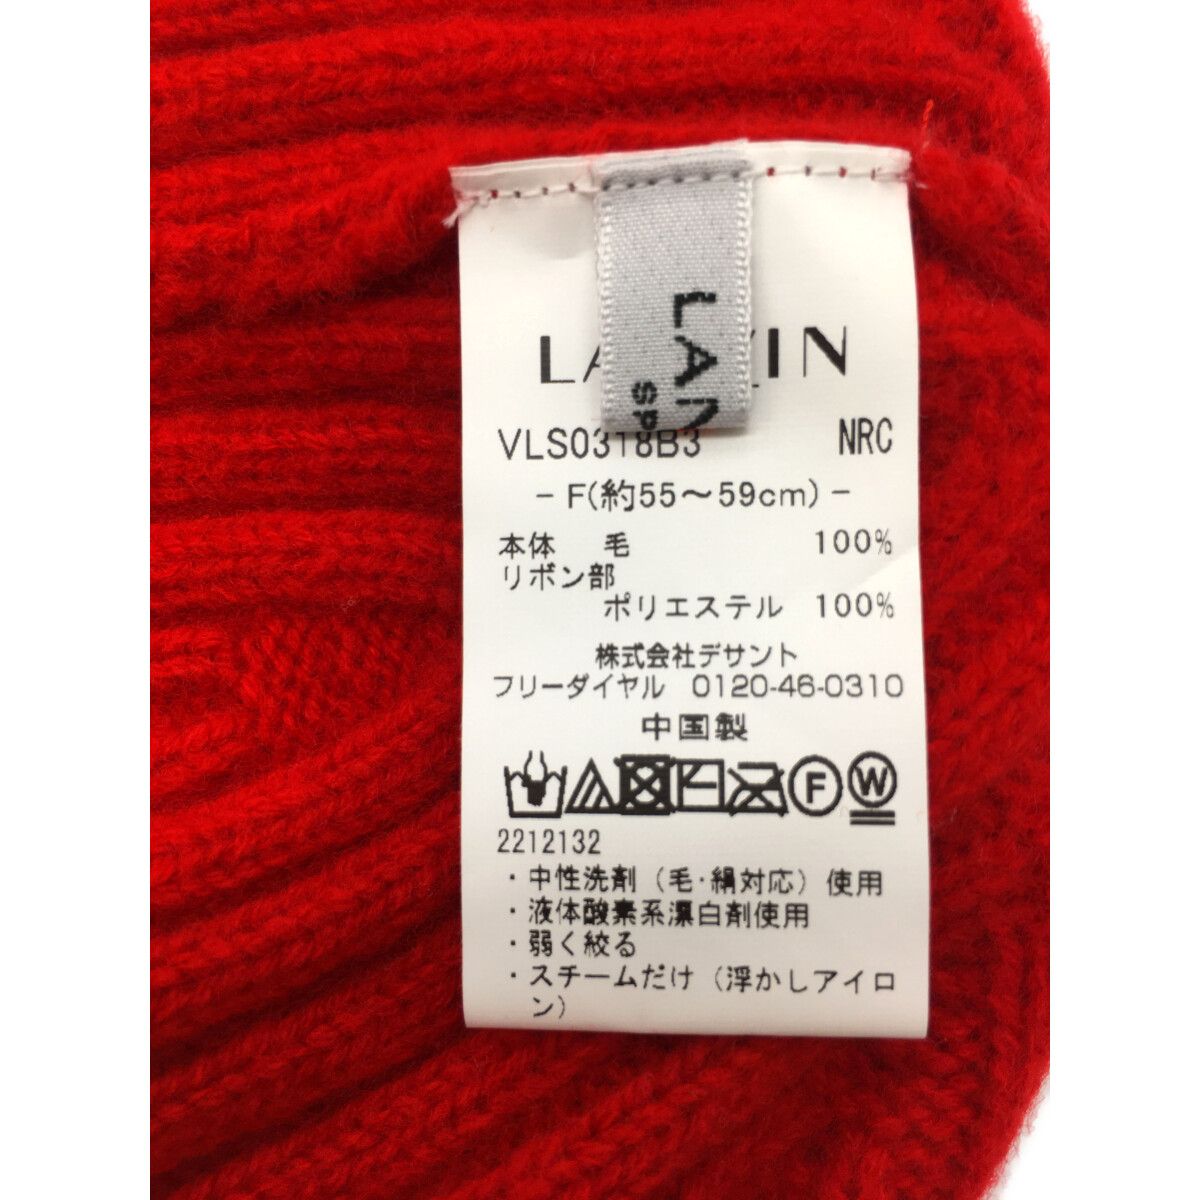 LAN
SP
LA IN
VLS0318B3 NRC
- F(約55～59cm) -
本体 毛 100%
リボン部
ポリエステル 100%
株式会社デサント
フリーダイヤル 0120-46-0310
中国製
F W
2212132
・中性洗剤（毛・絹対応）使用
・液体酸素系漂白剤使用
・弱く絞る
・スチームだけ（浮かしアイロ
ン）